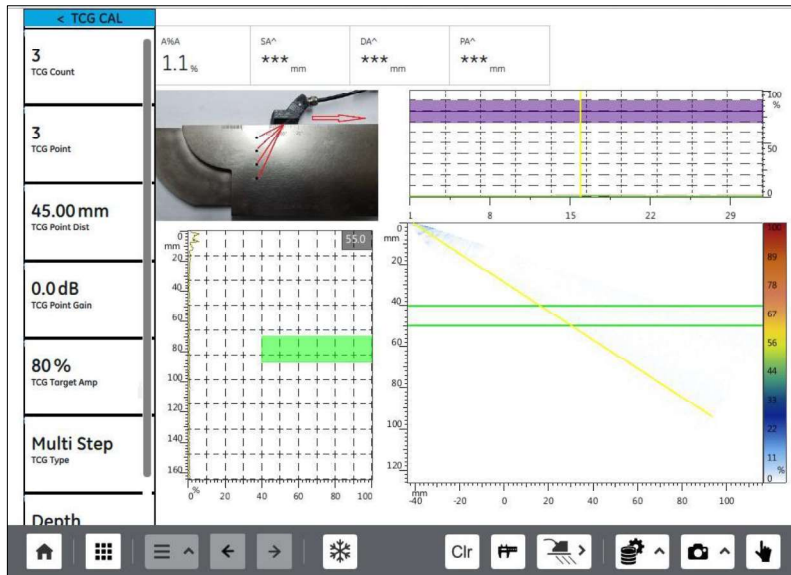 < TCG CAL
3
TCG Count
3
TCG Point
45.00 mm
TCG Point Dist
0.0 dB
TCG Point Gain
80 %
TCG Target Amp
Multi Step
TCG Type
Depth
A%A
1.1 %
SA^
*** mm
DA^
*** mm
PA^
*** mm
100
%
50
0
1 8 15 22 29
55.0
0
mm
20
40
60
80
100
120
140
160
0 % 20 40 60 80 100
0
mm
20
40
60
80
100
120
-40 mm -20 0 20 40 60 80 100
100
89
78
67
56
44
33
22
11
0 %
Clr